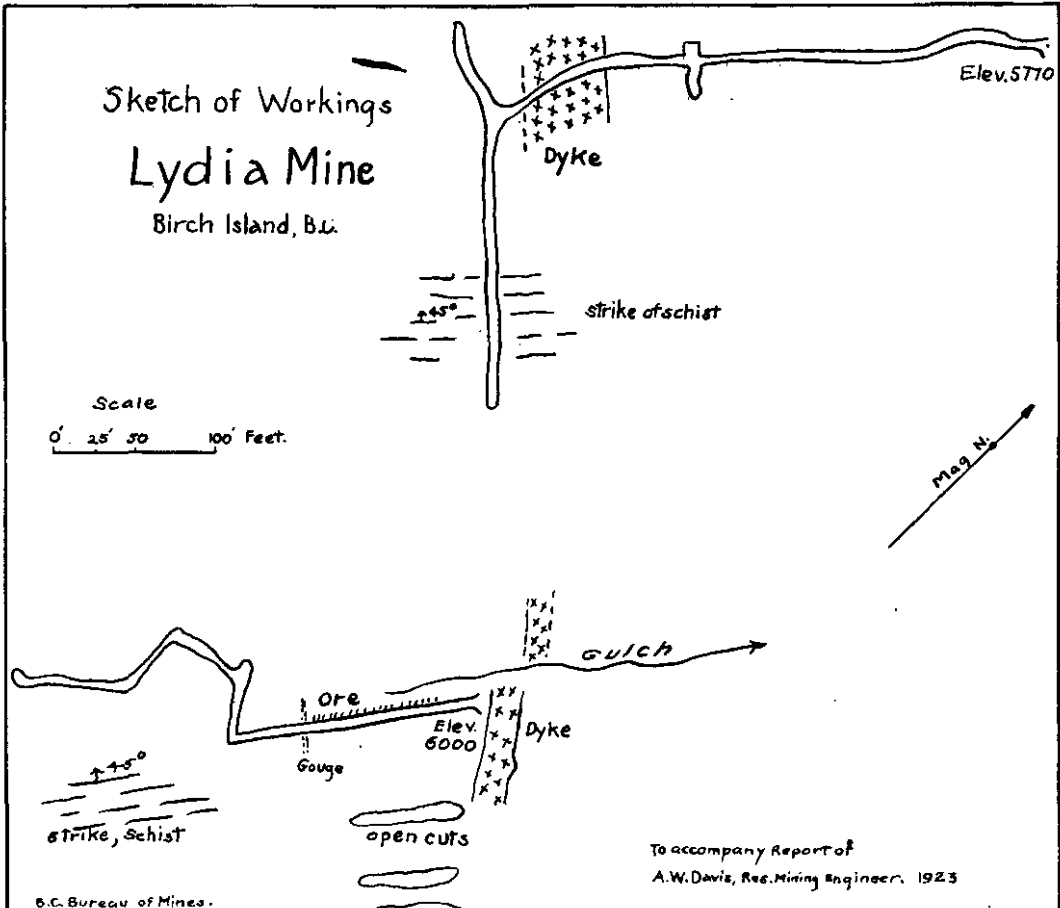 Sketch of Workings
Lydia Mine
Birch Island, B.C.
Elev. 5770
Dyke
45°
strike of schist
Scale
0' 25' 50 100' Feet.
Mag N.
Gulch
Ore
Elev.
6000
Dyke
Gouge
45°
strike, schist
open cuts
To accompany Report of
A.W. Davis, Res. Mining Engineer. 1923
B.C. Bureau of Mines.